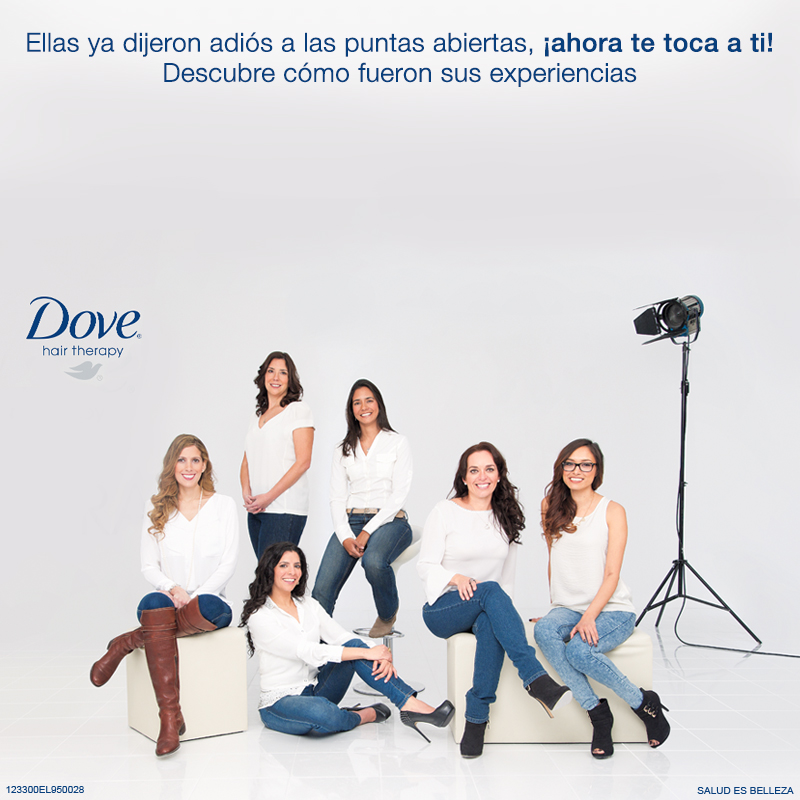 Ellas ya dijeron adiós a las puntas abiertas, ¡ahora te toca a ti!
Descubre cómo fueron sus experiencias
Dove®
hair therapy
123300EL950028
SALUD ES BELLEZA